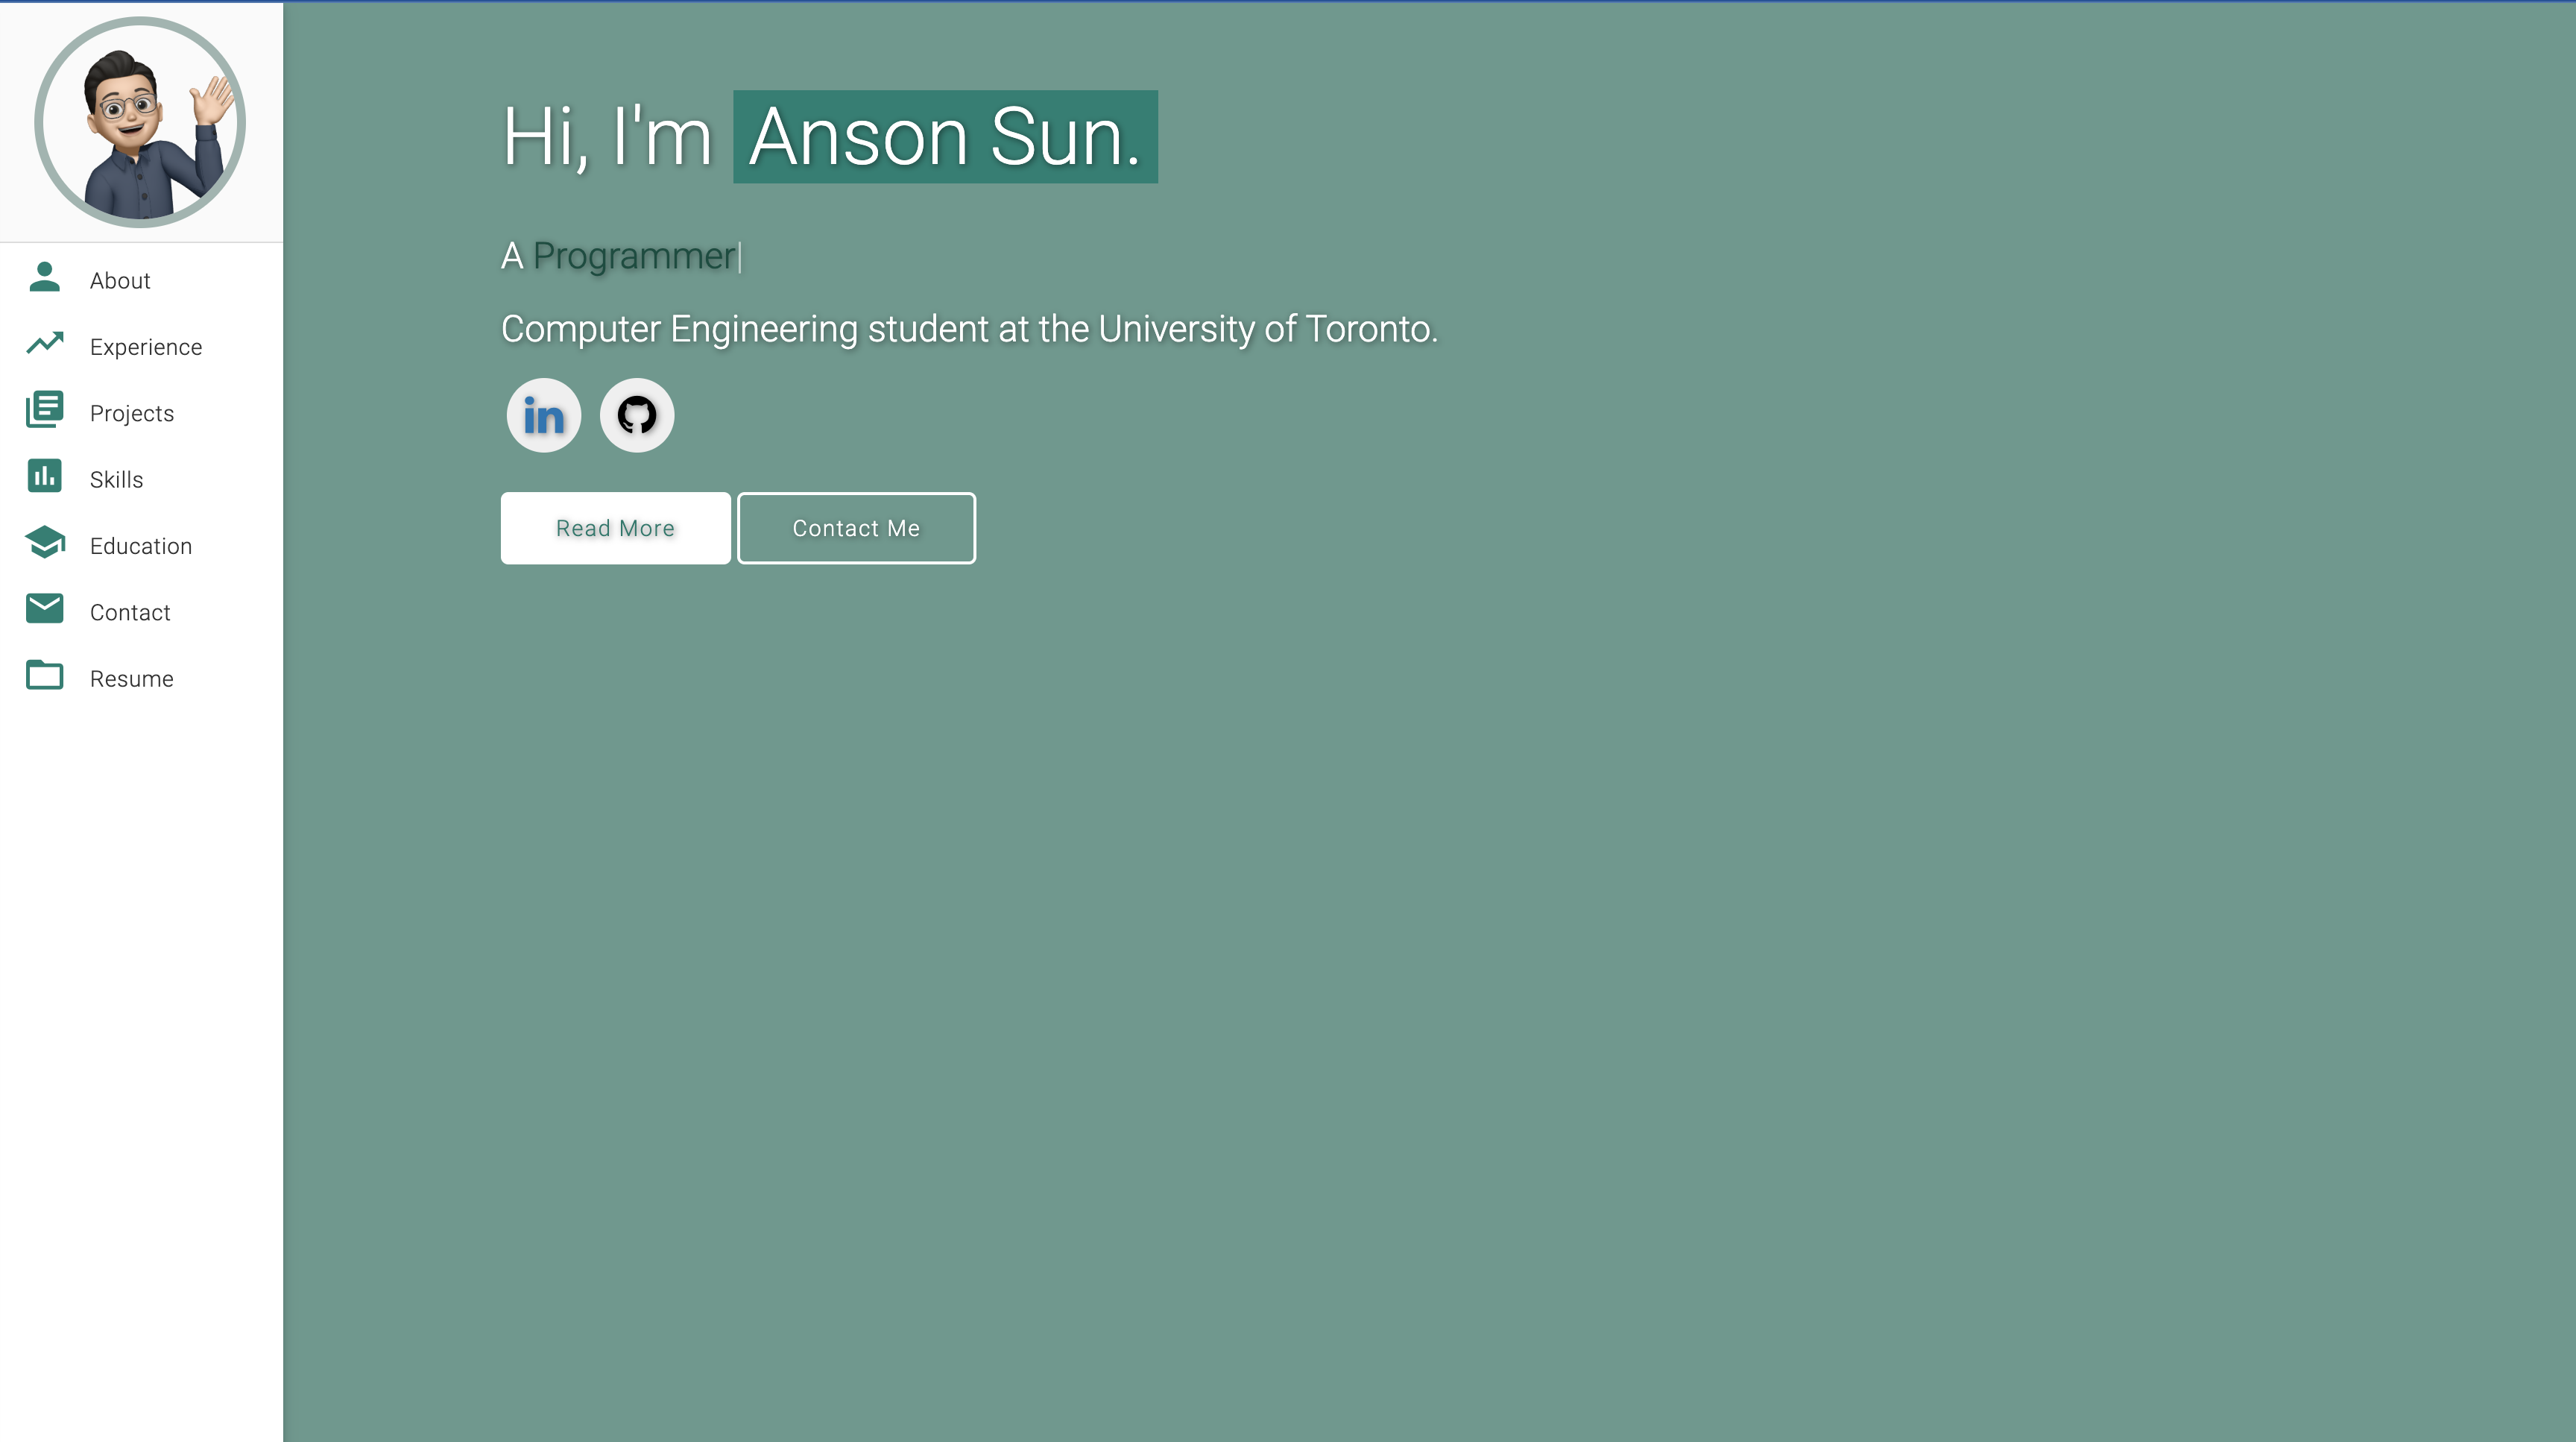 About
Experience
Projects
Skills
Education
Contact
Resume
Hi, I'm Anson Sun.
A Programmer|
Computer Engineering student at the University of Toronto.
in
Read More
Contact Me